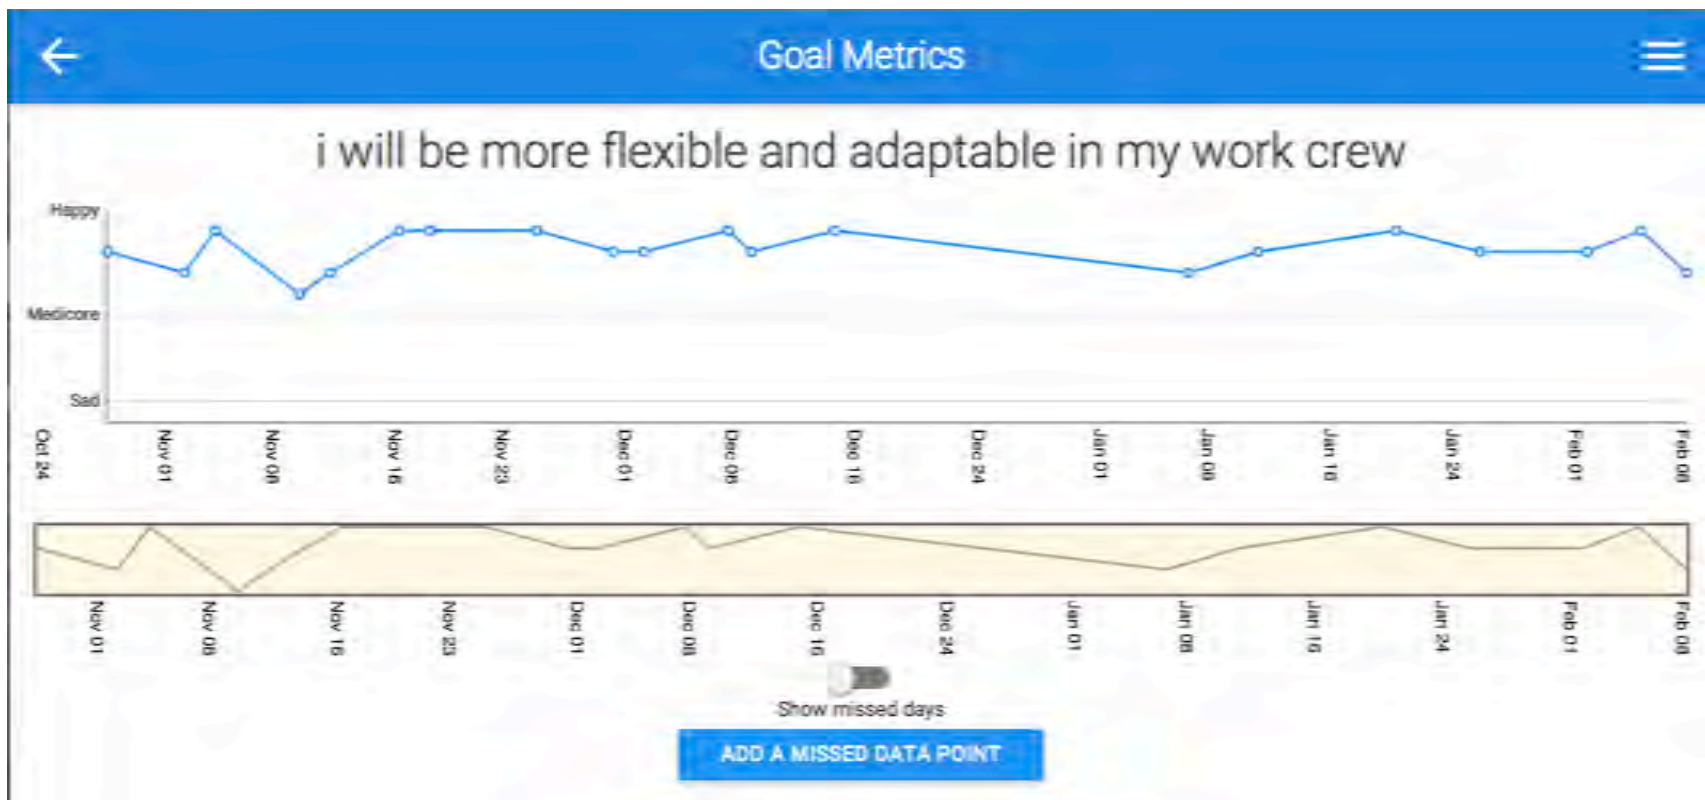 Goal Metrics
i will be more flexible and adaptable in my work crew
Happy
Medicore
Sad
Oct 24
Nov 01
Nov 08
Nov 16
Nov 23
Dec 01
Dec 08
Dec 16
Dec 24
Jan 01
Jan 08
Jan 16
Jan 24
Feb 01
Feb 08
Nov 01
Nov 08
Nov 16
Nov 23
Dec 01
Dec 08
Dec 16
Dec 24
Jan 01
Jan 08
Jan 16
Jan 24
Feb 01
Feb 08
Show missed days
ADD A MISSED DATA POINT